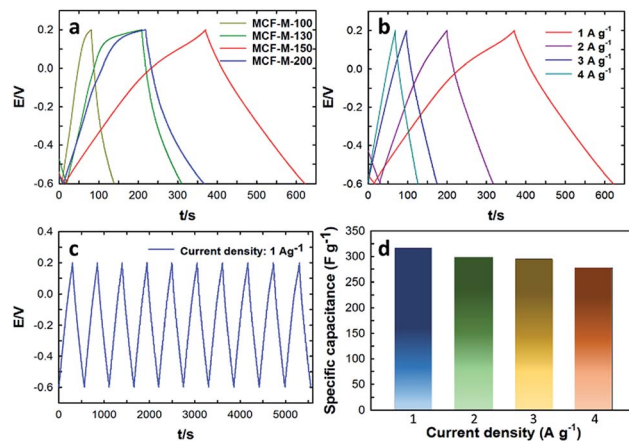 a
MCF-M-100
MCF-M-130
MCF-M-150
MCF-M-200
E/V
0.2
0.0
-0.2
-0.4
-0.6
0 100 200 300 400 500 600
t/s
b
1 A g-1
2 A g-1
3 A g-1
4 A g-1
E/V
0.2
0.0
-0.2
-0.4
-0.6
0 100 200 300 400 500 600
t/s
c
Current density: 1 Ag-1
E/V
0.4
0.2
0.0
-0.2
-0.4
-0.6
0 1000 2000 3000 4000 5000
t/s
d
Specific capacitance (F g-1)
350
300
250
200
150
100
50
0
1 2 3 4
Current density (A g-1)